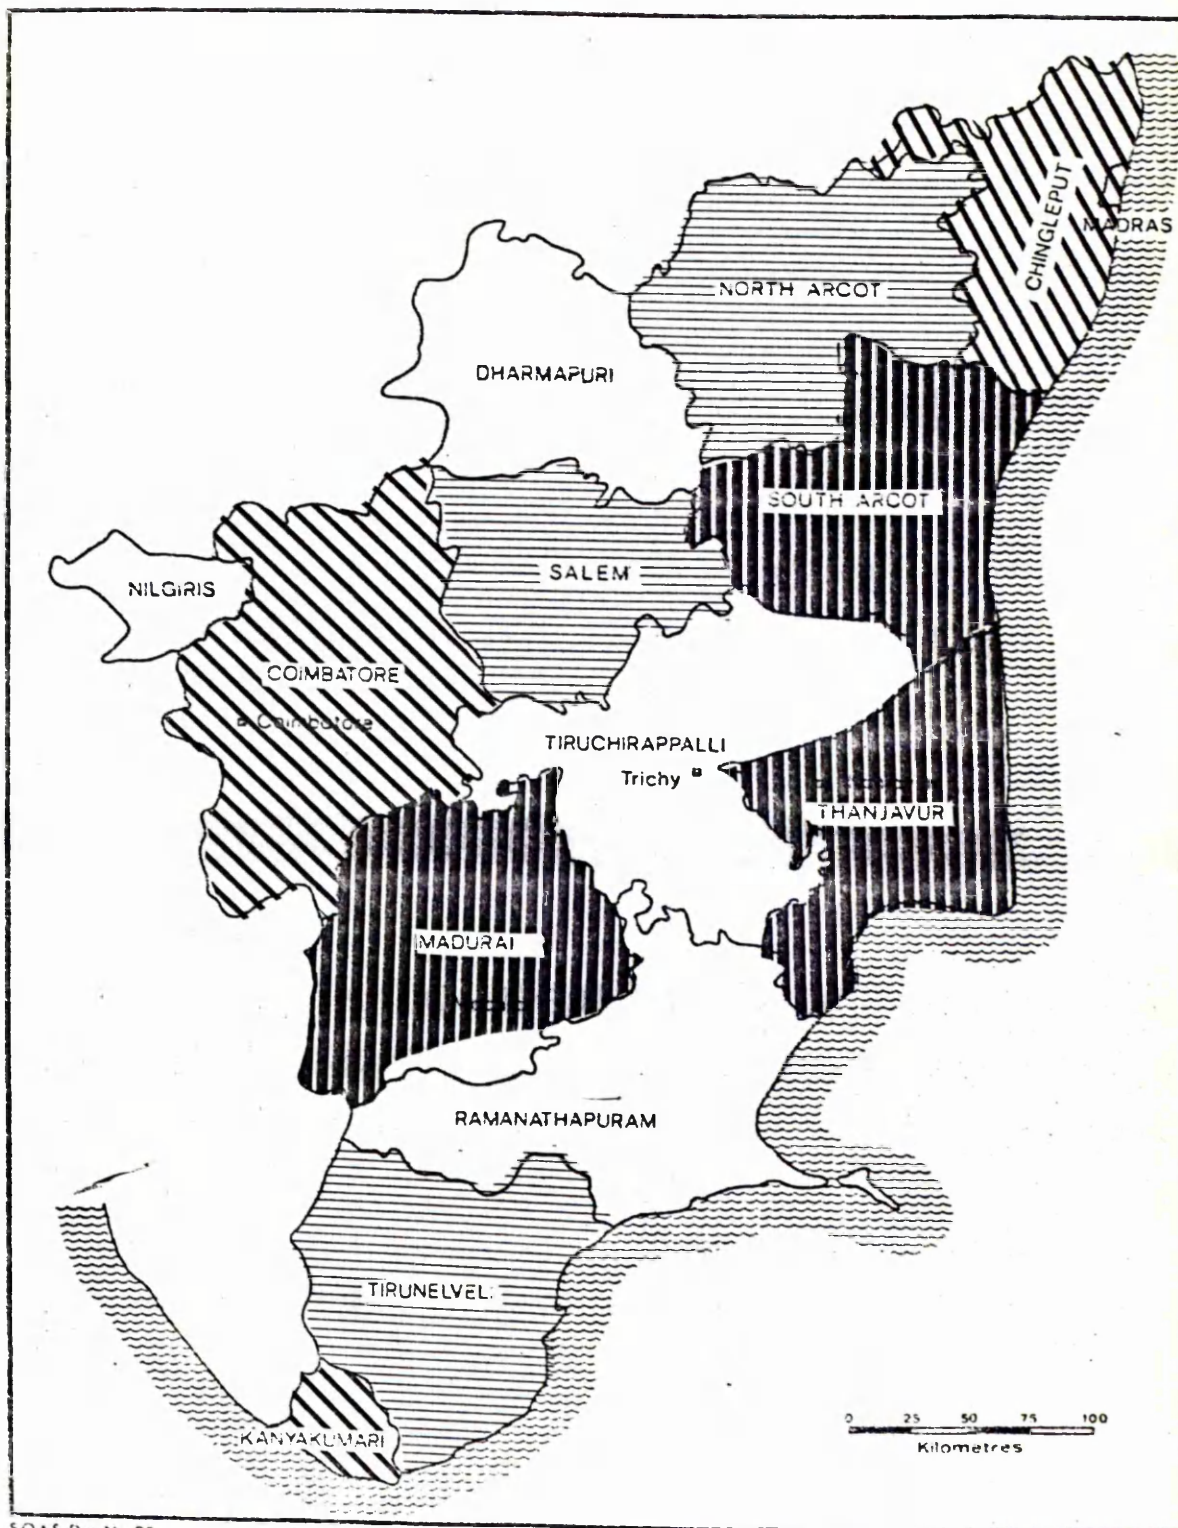 CHINGLEPUT
MADRAS
NORTH ARCOT
DHARMAPURI
SOUTH ARCOT
NILGIRIS
SALEM
COIMBATORE
Coimbatore
TIRUCHIRAPPALLI
Trichy
THANJAVUR
MADURAI
RAMANATHAPURAM
TIRUNELVELI
KANYAKUMARI
0 25 50 75 100
Kilometres